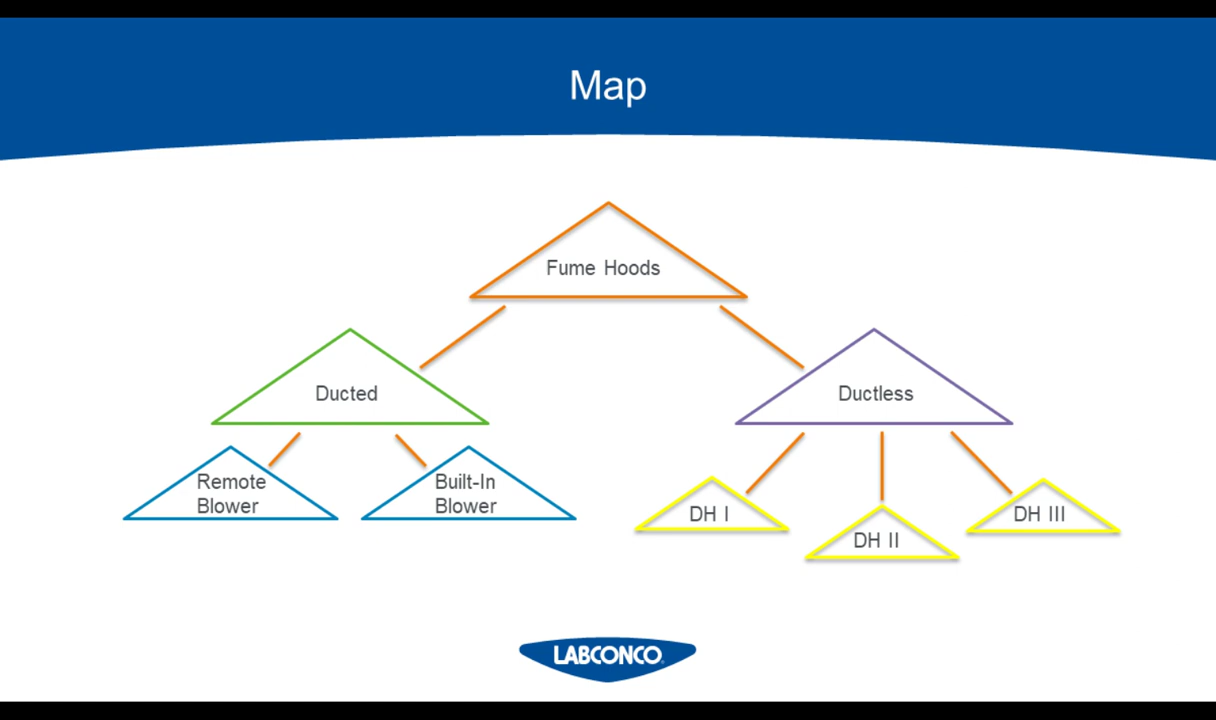 Map
Fume Hoods
Ducted
Ductless
Remote
Blower
Built-In
Blower
DH I
DH II
DH III
LABCONCO